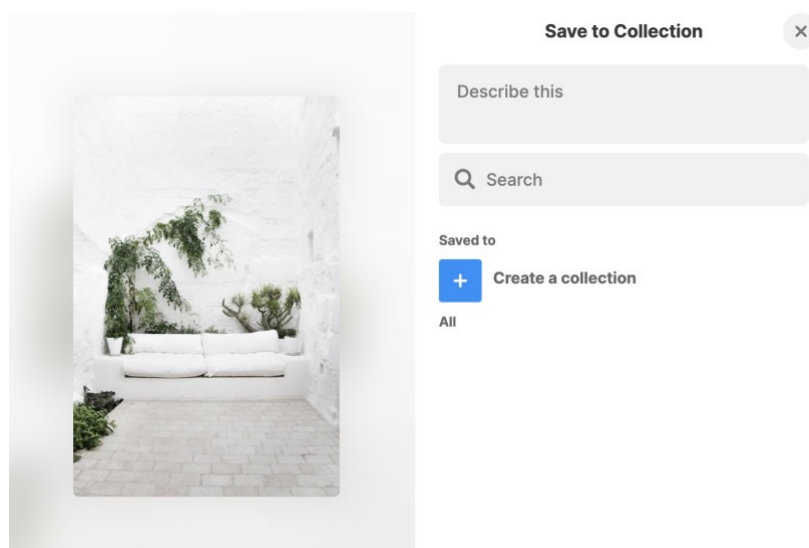 Save to Collection
Describe this
Search
Saved to
Create a collection
All